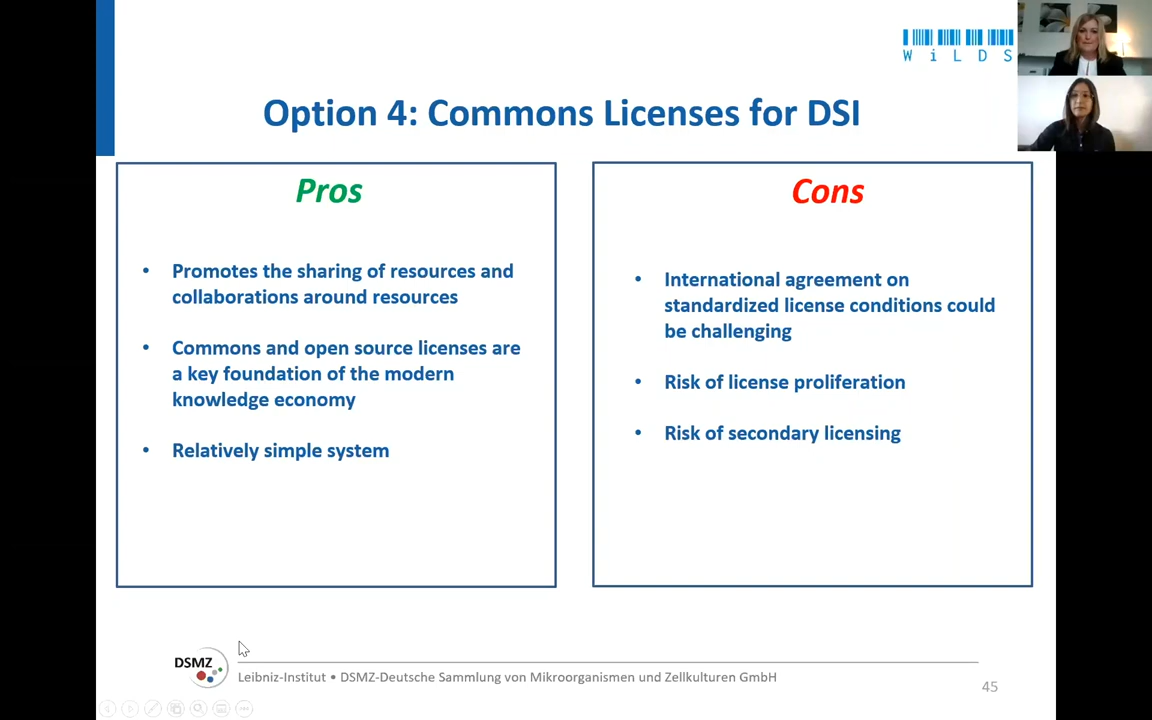 WiLDS
Option 4: Commons Licenses for DSI
Pros
• Promotes the sharing of resources and
collaborations around resources
• Commons and open source licenses are
a key foundation of the modern
knowledge economy
• Relatively simple system
Cons
• International agreement on
standardized license conditions could
be challenging
• Risk of license proliferation
• Risk of secondary licensing
DSMZ
Leibniz-Institut • DSMZ-Deutsche Sammlung von Mikroorganismen und Zellkulturen GmbH
45